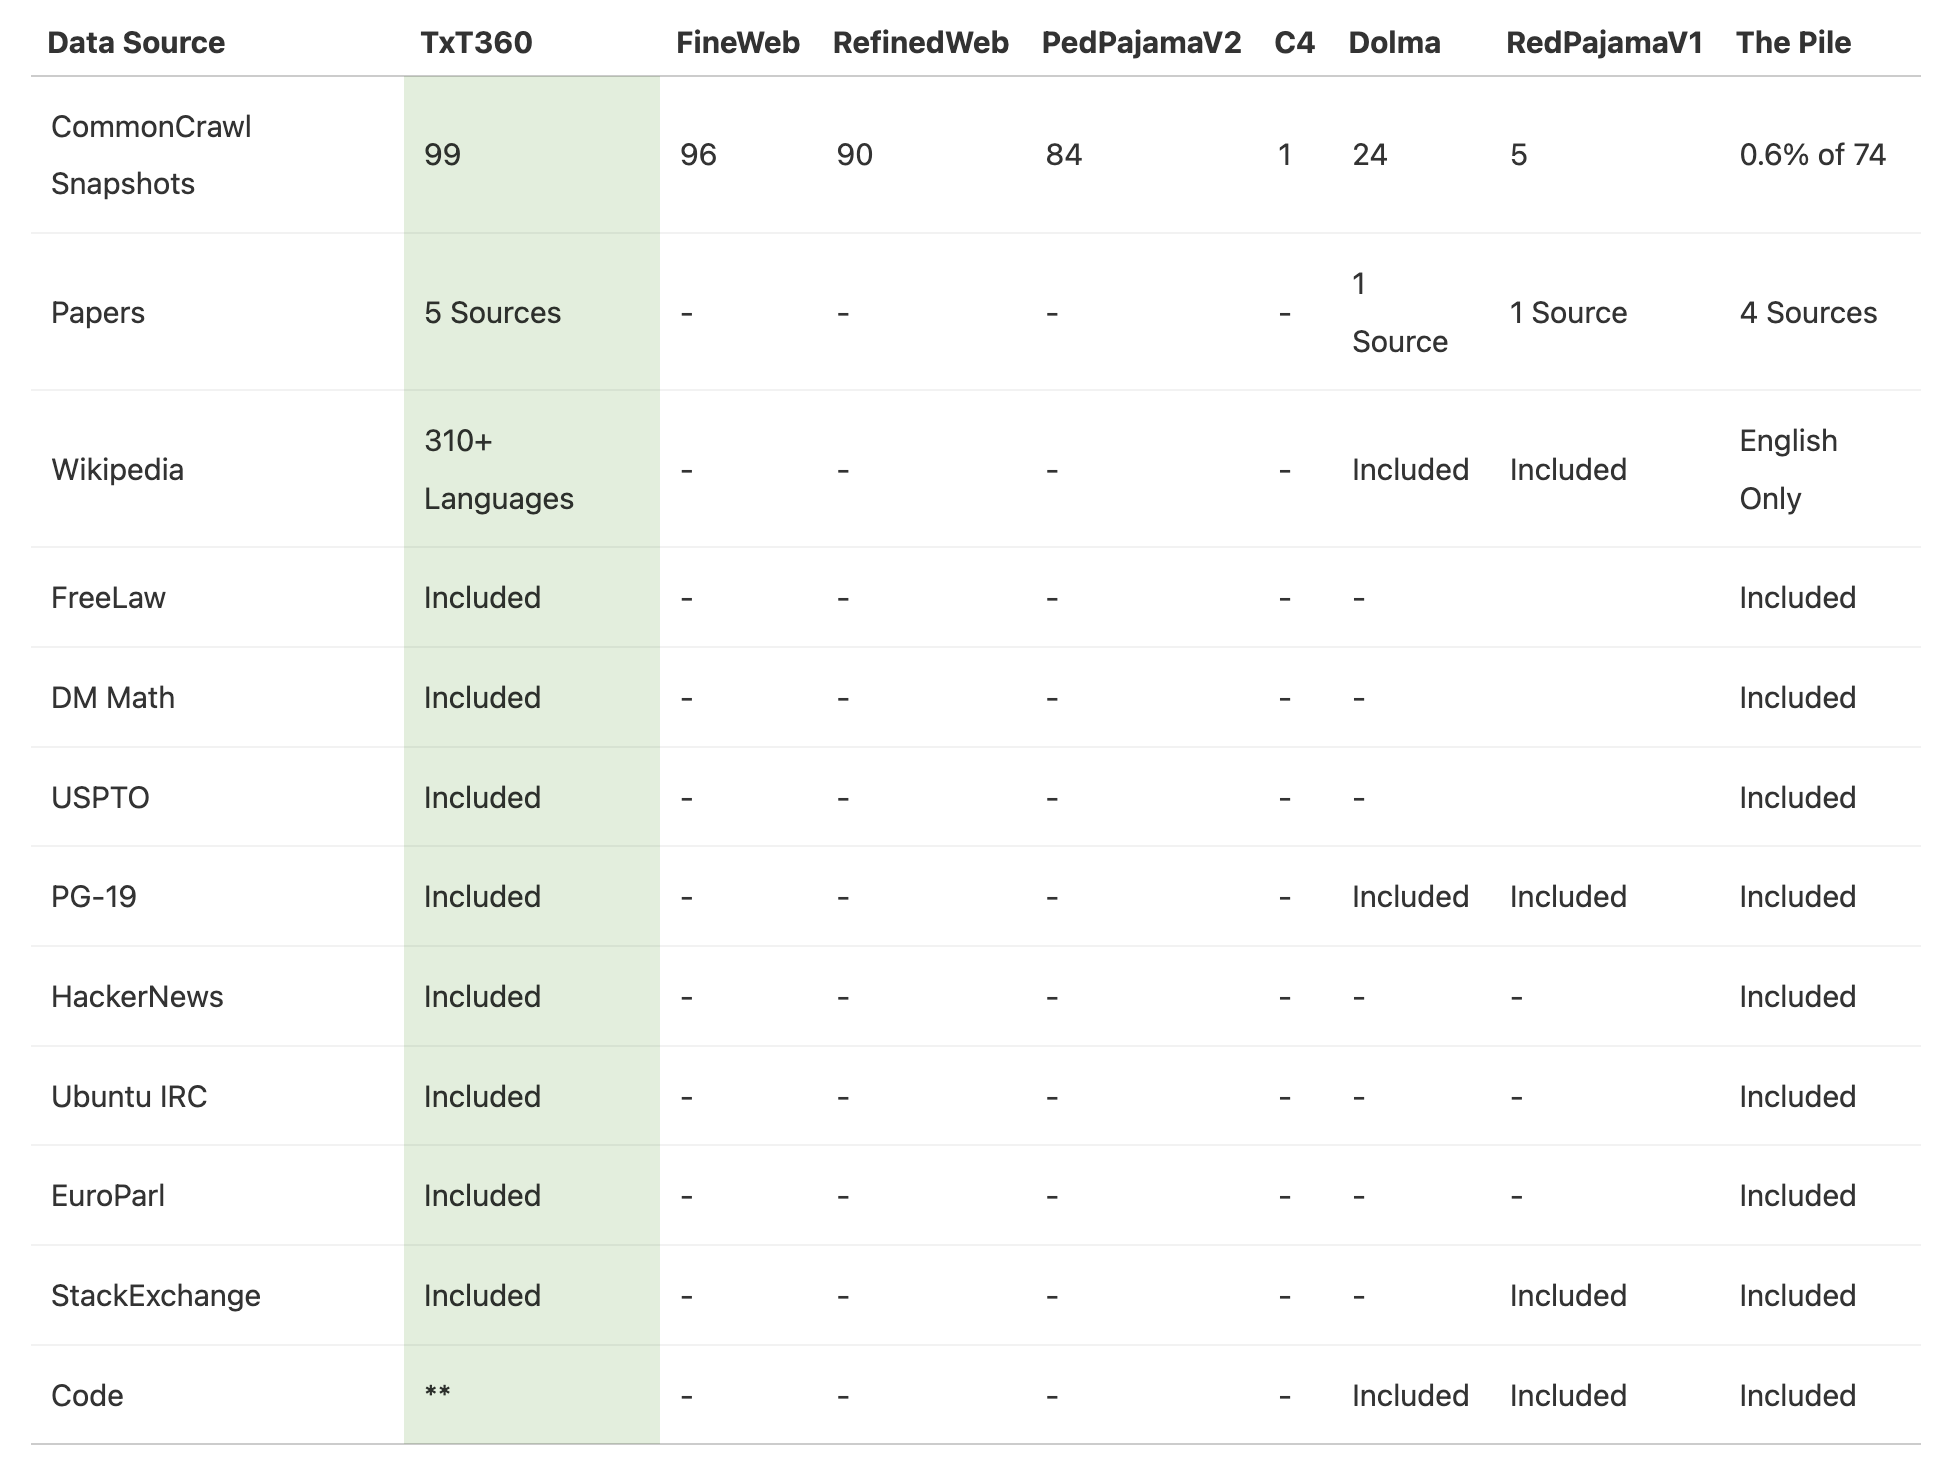 Data Source TxT360 FineWeb RefinedWeb PedPajamaV2 C4 Dolma RedPajamaV1 The Pile
CommonCrawl Snapshots 99 96 90 84 1 24 5 0.6% of 74
Papers 5 Sources - - - - 1 Source 1 Source 4 Sources
Wikipedia 310+ Languages - - - - Included Included English Only
FreeLaw Included - - - - - Included
DM Math Included - - - - - Included
USPTO Included - - - - - Included
PG-19 Included - - - - Included Included Included
HackerNews Included - - - - - - Included
Ubuntu IRC Included - - - - - - Included
EuroParl Included - - - - - - Included
StackExchange Included - - - - - Included Included
Code ** - - - - Included Included Included